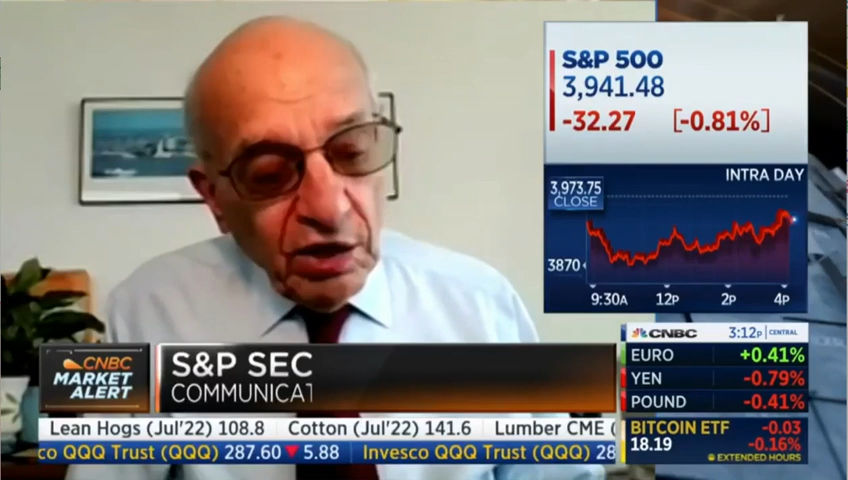 S&P 500
3,941.48
-32.27 [-0.81%]
INTRA DAY
3,973.75
CLOSE
3870
9:30A 12P 2P 4P
CNBC 3:12P CENTRAL
EURO +0.41%
YEN -0.79%
POUND -0.41%
BITCOIN ETF -0.03
18.19 -0.16%
EXTENDED HOURS
CNBC
MARKET
ALERT
S&P SEC
COMMUNICAT
Lean Hogs (Jul'22) 108.8 Cotton (Jul'22) 141.6 Lumber CME (
co QQQ Trust (QQQ) 287.60 ▼ 5.88 Invesco QQQ Trust (QQQ) 28